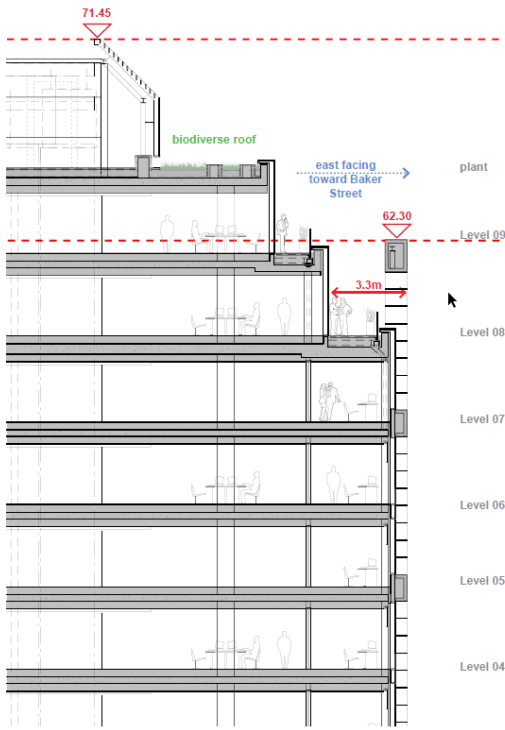 71.45
biodiverse roof
east facing
toward Baker
Street
plant
62.30
Level 09
3.3m
Level 08
Level 07
Level 06
Level 05
Level 04